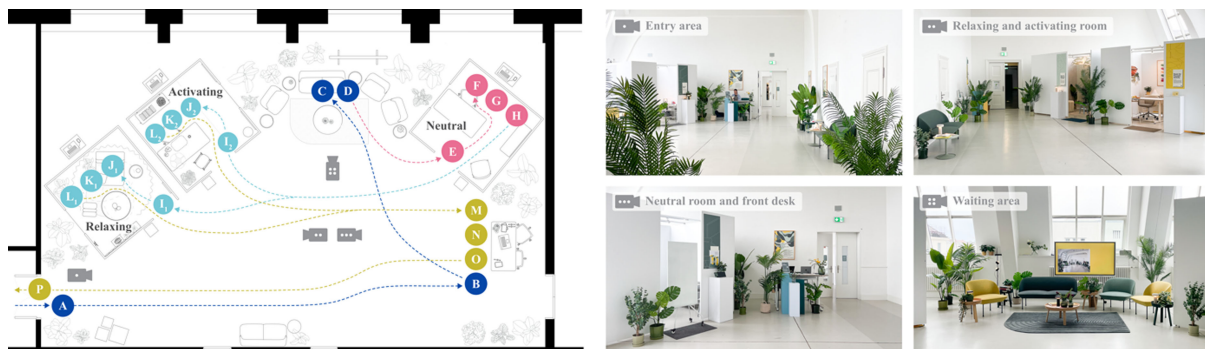 Activating
C D
F
G
H
Neutral
E
J2
K2
L2
I2
J1
K1
L1
I1
Relaxing
M
N
O
B
P
A
Entry area
Relaxing and activating room
Neutral room and front desk
Waiting area